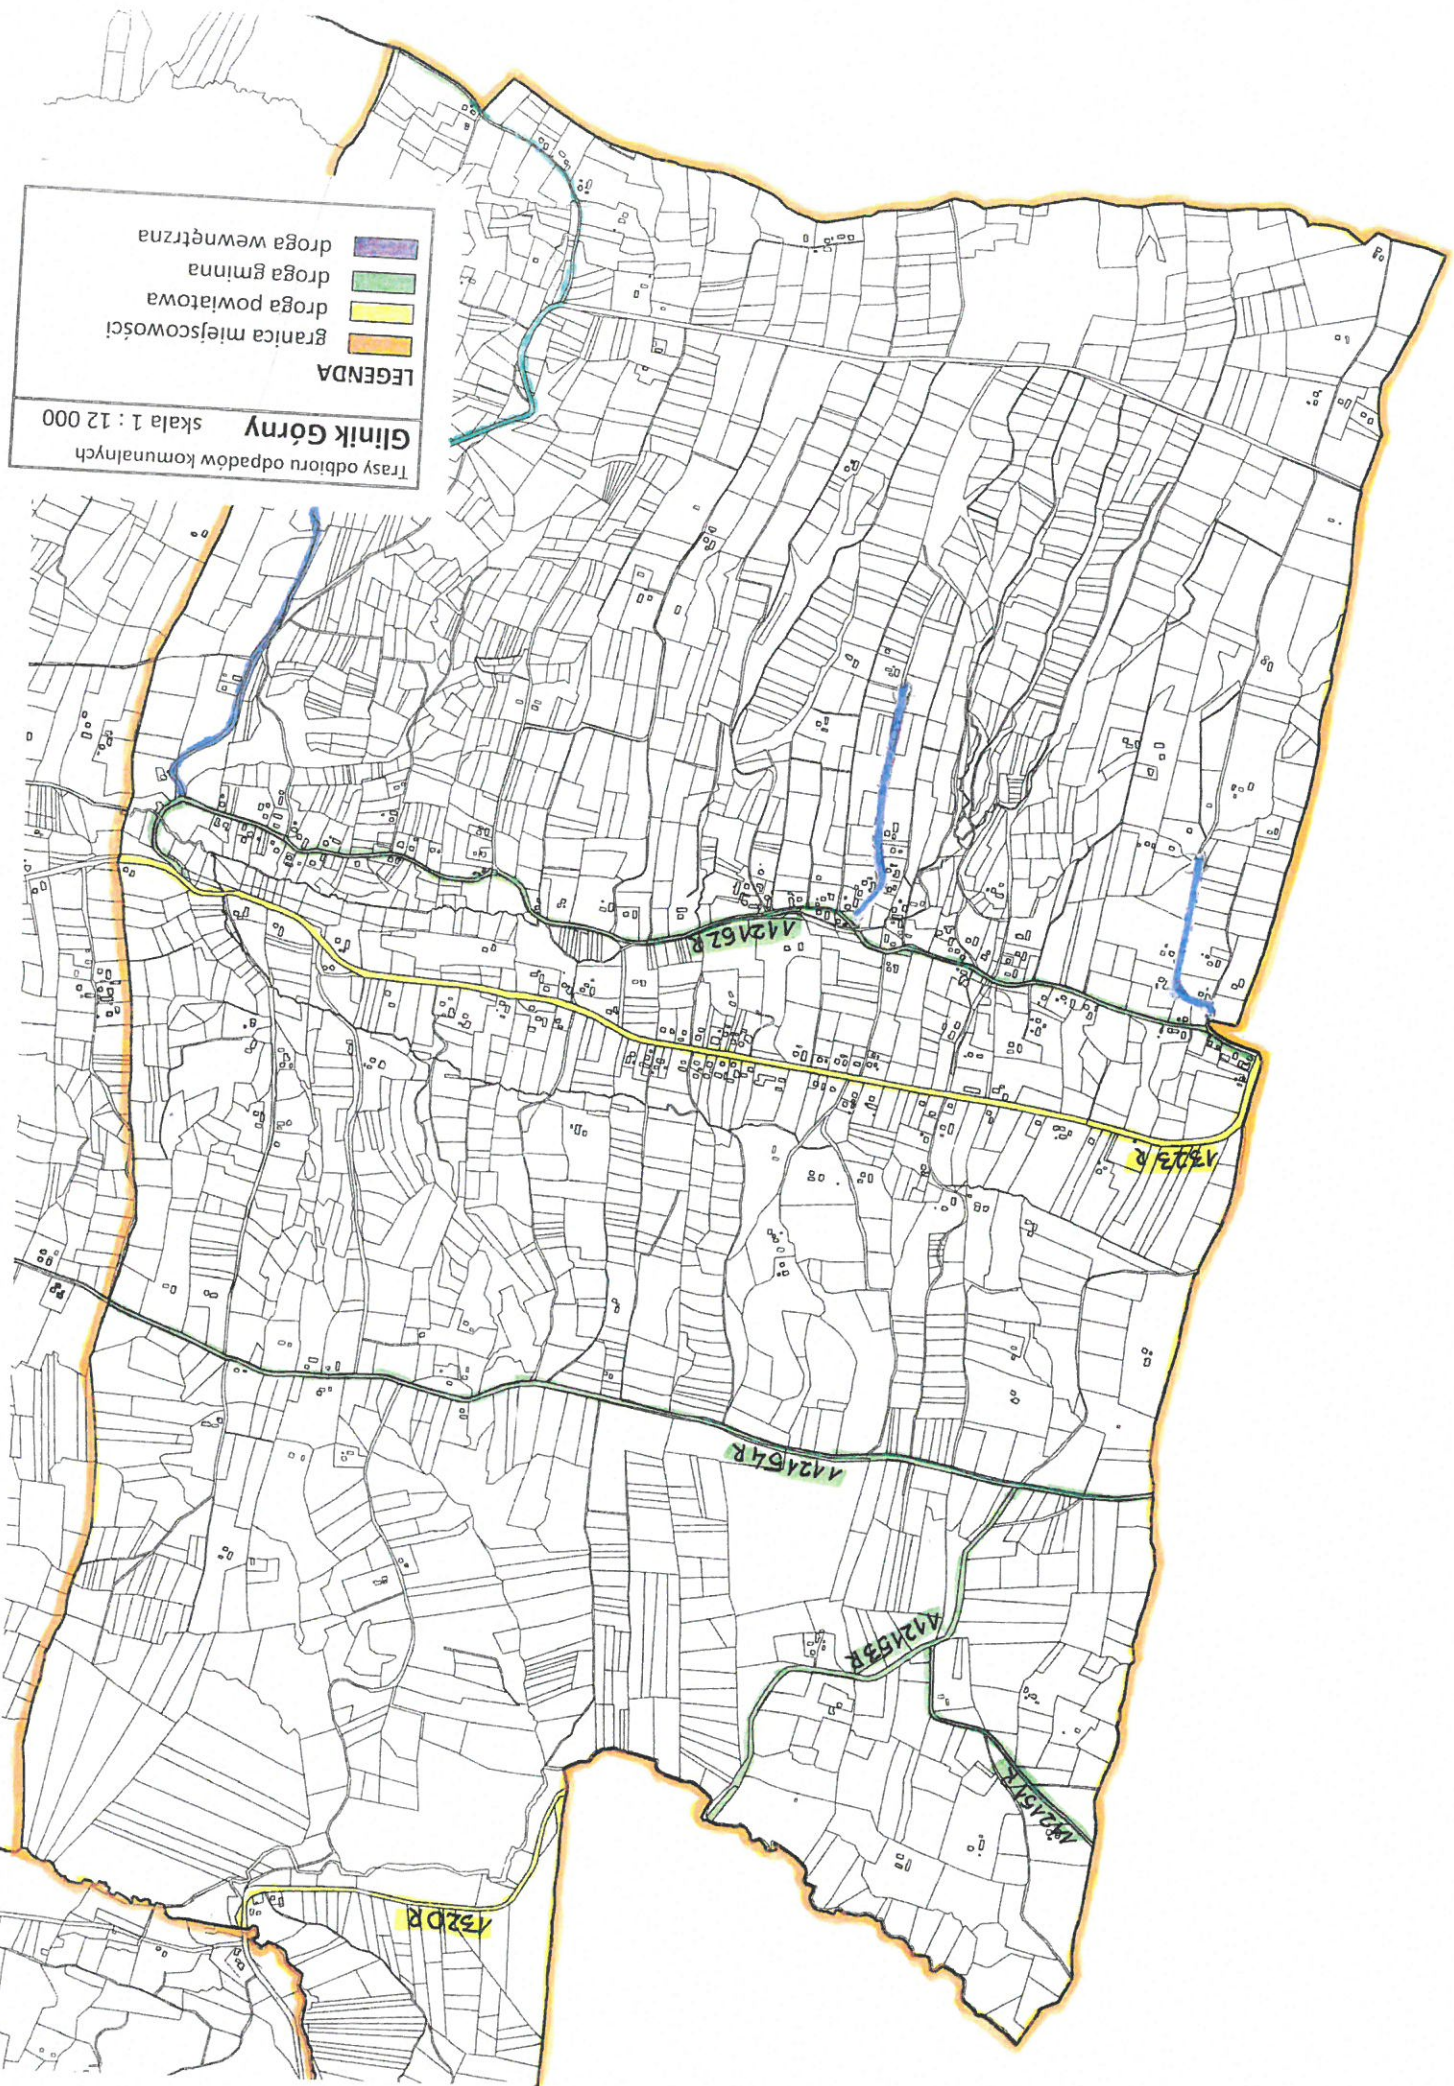 1320 R
112151 R
112153 R
112154 R
1323 R
112162 R
Trasy odbioru odpadów komunalnych
Glinik Górny skala 1 : 12 000
LEGENDA
granica miejscowości
droga powiatowa
droga gminna
droga wewnętrzna